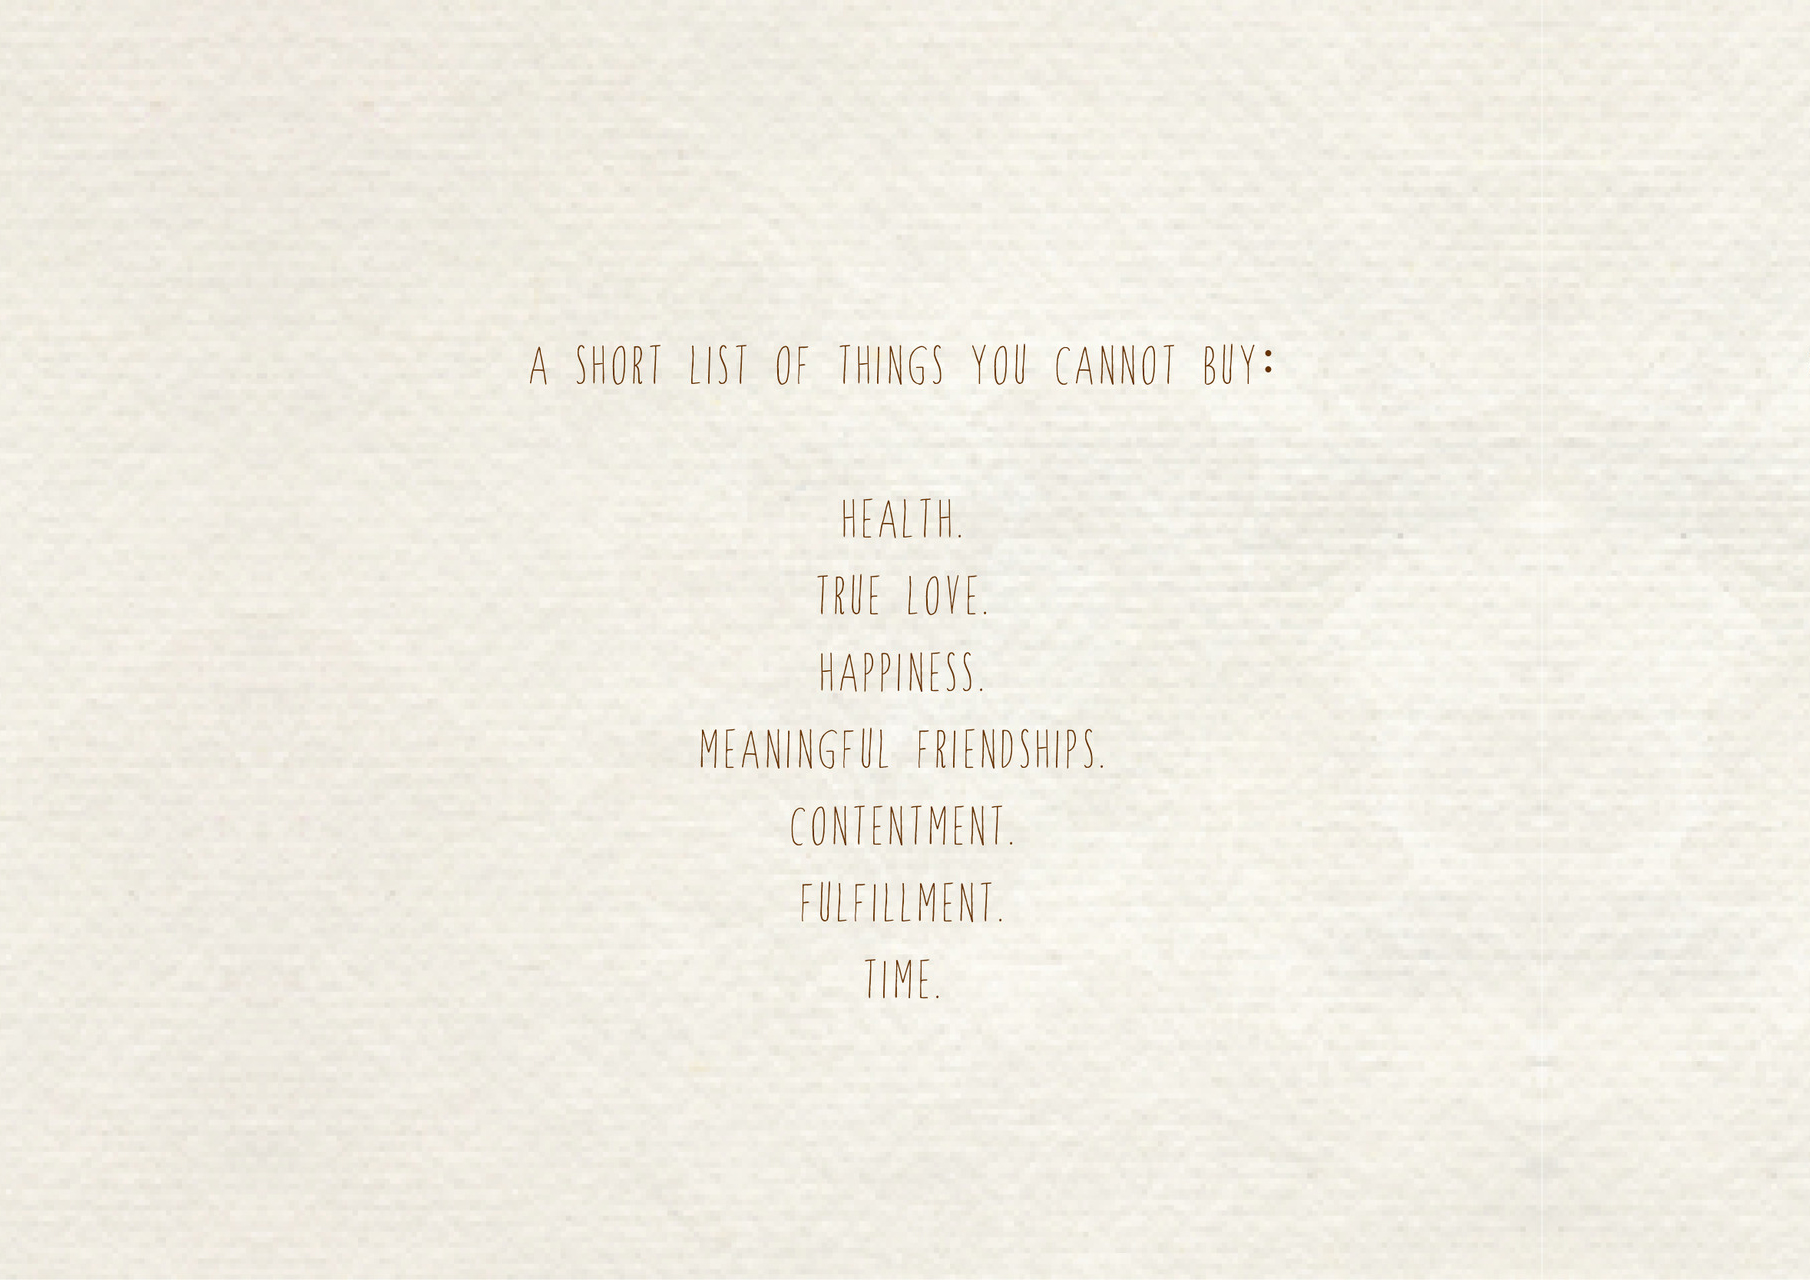 A SHORT LIST OF THINGS YOU CANNOT BUY:
HEALTH.
TRUE LOVE.
HAPPINESS.
MEANINGFUL FRIENDSHIPS.
CONTENTMENT.
FULFILLMENT.
TIME.